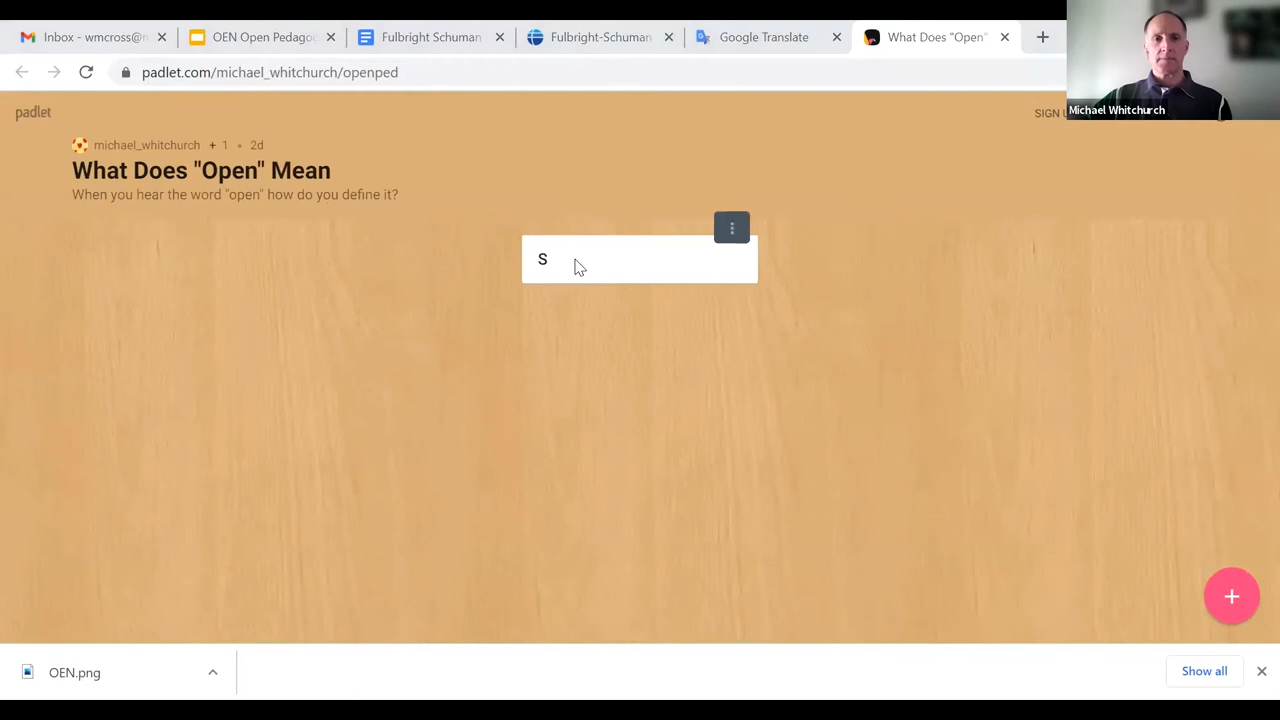 Inbox - wmcross@n
OEN Open Pedago
Fulbright Schuman
Fulbright-Schuman
Google Translate
What Does "Open"
padlet.com/michael_whitchurch/openped
Michael Whitchurch
padlet
SIGN
michael_whitchurch + 1 • 2d
What Does "Open" Mean
When you hear the word "open" how do you define it?
S
OEN.png
Show all